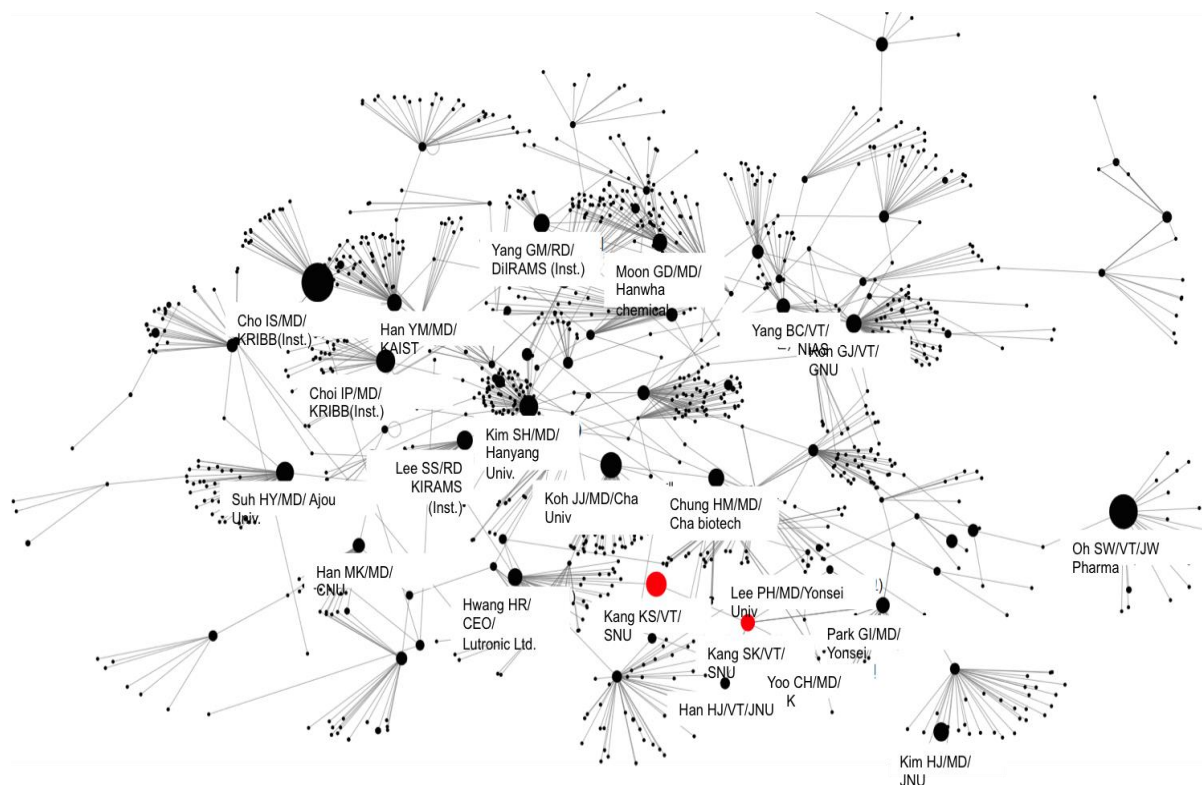 Yang GM/RD/
DiIRAMS (Inst.)
Moon GD/MD/
Hanwha
chemical
Cho IS/MD/
KRIBB(Inst.)
Han YM/MD/
KAIST
Yang BC/VT/
NIAS
Koh GJ/VT/
GNU
Choi IP/MD/
KRIBB(Inst.)
Kim SH/MD/
Hanyang
Univ.
Lee SS/RD
KIRAMS
(Inst.)
Suh HY/MD/ Ajou
Univ.
Koh JJ/MD/Cha
Univ
Chung HM/MD/
Cha biotech
Oh SW/VT/JW
Pharma
Han MK/MD/
CNU
Hwang HR/
CEO/
Lutronic Ltd.
Kang KS/VT/
SNU
Lee PH/MD/Yonsei
Univ
Park GI/MD/
Yonsei
Kang SK/VT/
SNU
Yoo CH/MD/
K
Han HJ/VT/JNU
Kim HJ/MD/
JNU